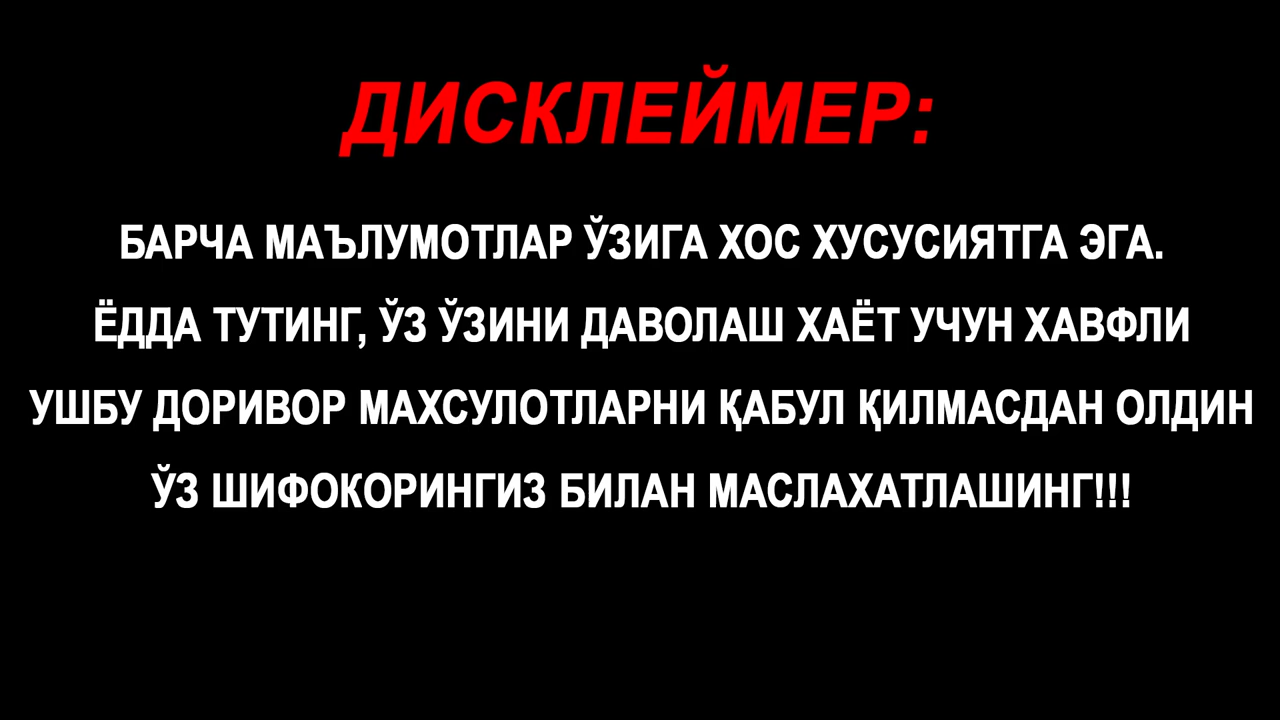 ДИСКЛЕЙМЕР:
БАРЧА МАЪЛУМОТЛАР ЎЗИГА ХОС ХУСУСИЯТГА ЭГА.
ЁДДА ТУТИНГ, ЎЗ ЎЗИНИ ДАВОЛАШ ХАЁТ УЧУН ХАВФЛИ
УШБУ ДОРИВОР МАХСУЛОТЛАРНИ ҚАБУЛ ҚИЛМАСДАН ОЛДИН
ЎЗ ШИФОКОРИНГИЗ БИЛАН МАСЛАХАТЛАШИНГ!!!